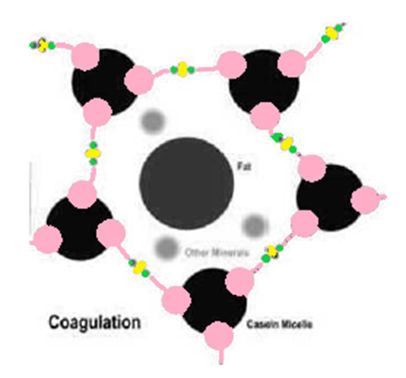 Fat
Other Minerals
Coagulation
Casein Micelle